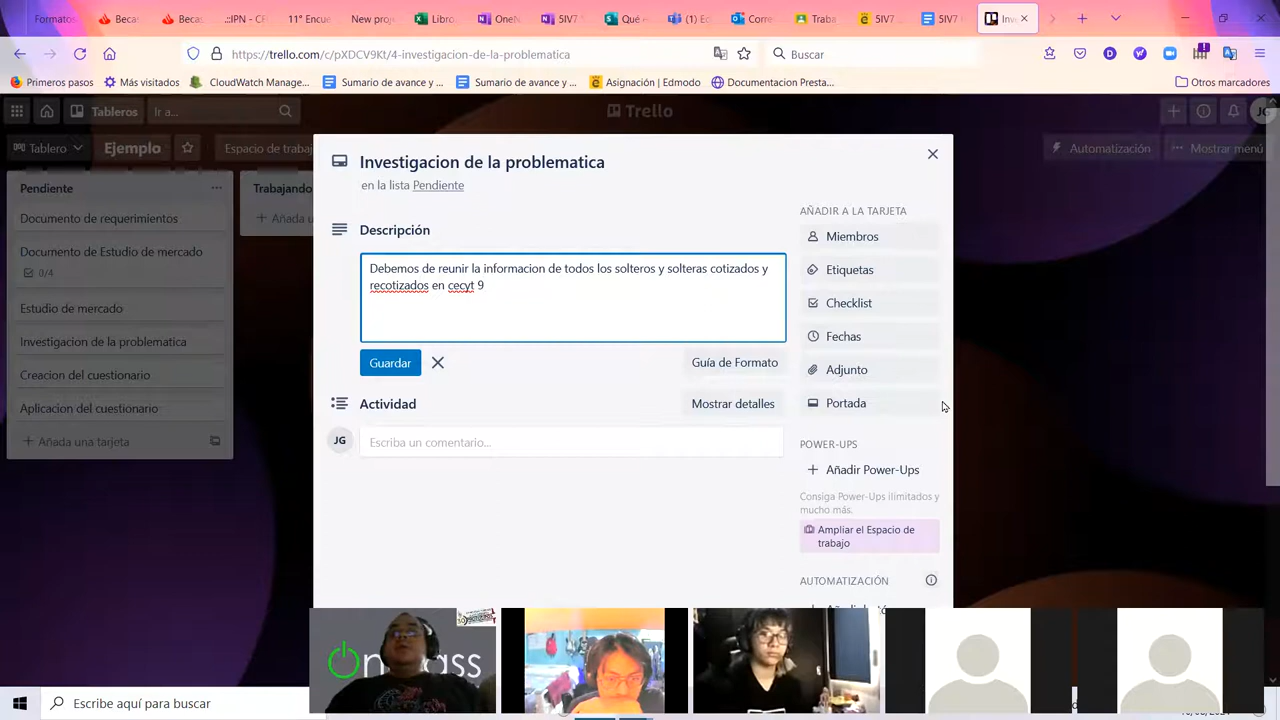 Becas
:IPN - CF
Becas
11° Encue
Nuevo proj
Libro.
OneN
5IV7
Qué e
(1) Ec
Corre
Traba
5IV7
5IV7
Inve
https://trello.com/c/pXDCV9Kt/4-investigacion-de-la-problematica
Buscar
Primeros pasos
Más visitados
CloudWatch Manage...
Sumario de avance y ...
Sumario de avance y ...
Asignación | Edmodo
Documentacion Presta...
Otros marcadores
Tableros
Ir a...
Trello
JG
Tablero
Ejemplo
Espacio de trabaj
Automatización
Mostrar menú
Pendiente
Documento de requerimientos
Documento de Estudio de mercado
0/4
Estudio de mercado
Investigacion de la problematica
Creacion del cuestionario
Aplicacion del cuestionario
Añada una tarjeta
Trabajando
Añada u
Investigacion de la problematica
en la lista Pendiente
Descripción
Debemos de reunir la informacion de todos los solteros y solteras cotizados y
recotizados en cecyt 9
Guardar
Guía de Formato
Actividad
Mostrar detalles
JG
Escriba un comentario...
AÑADIR A LA TARJETA
Miembros
Etiquetas
Checklist
Fechas
Adjunto
Portada
POWER-UPS
Añadir Power-Ups
Consiga Power-Ups ilimitados y
mucho más.
Ampliar el Espacio de
trabajo
AUTOMATIZACIÓN
Escribe aquí para buscar